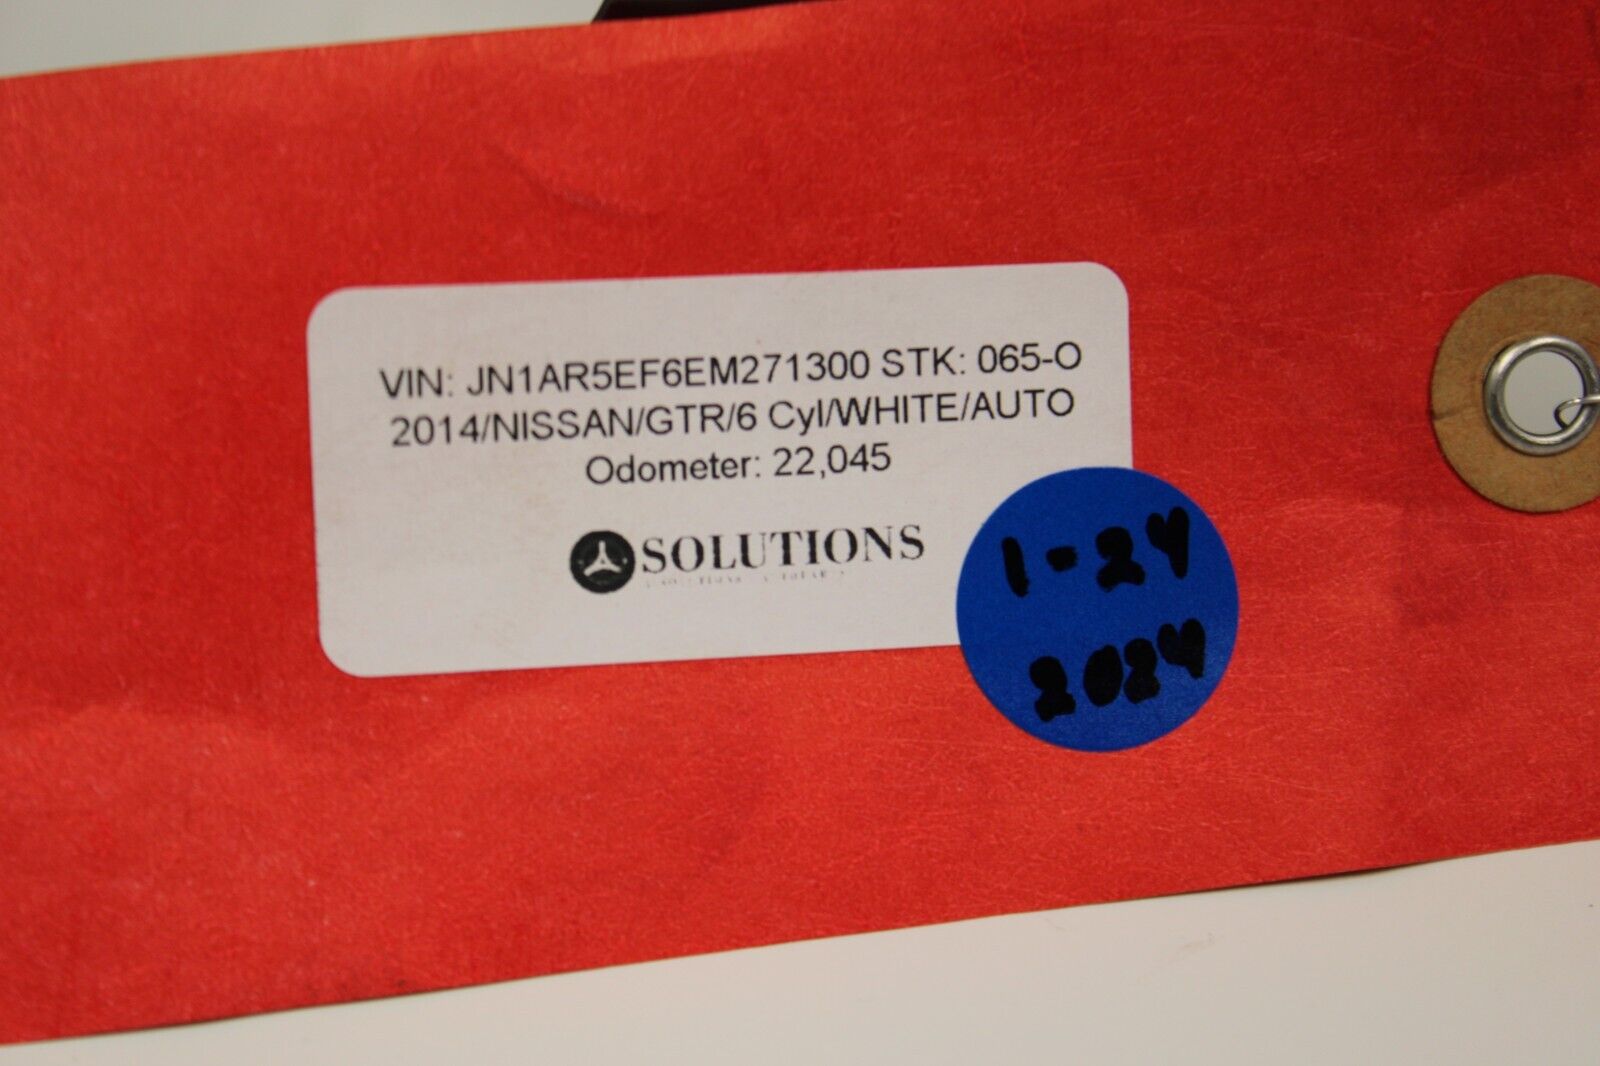 VIN: JN1AR5EF6EM271300 STK: 065-O
2014/NISSAN/GTR/6 Cyl/WHITE/AUTO
Odometer: 22,045
SOLUTIONS
1-24
2024